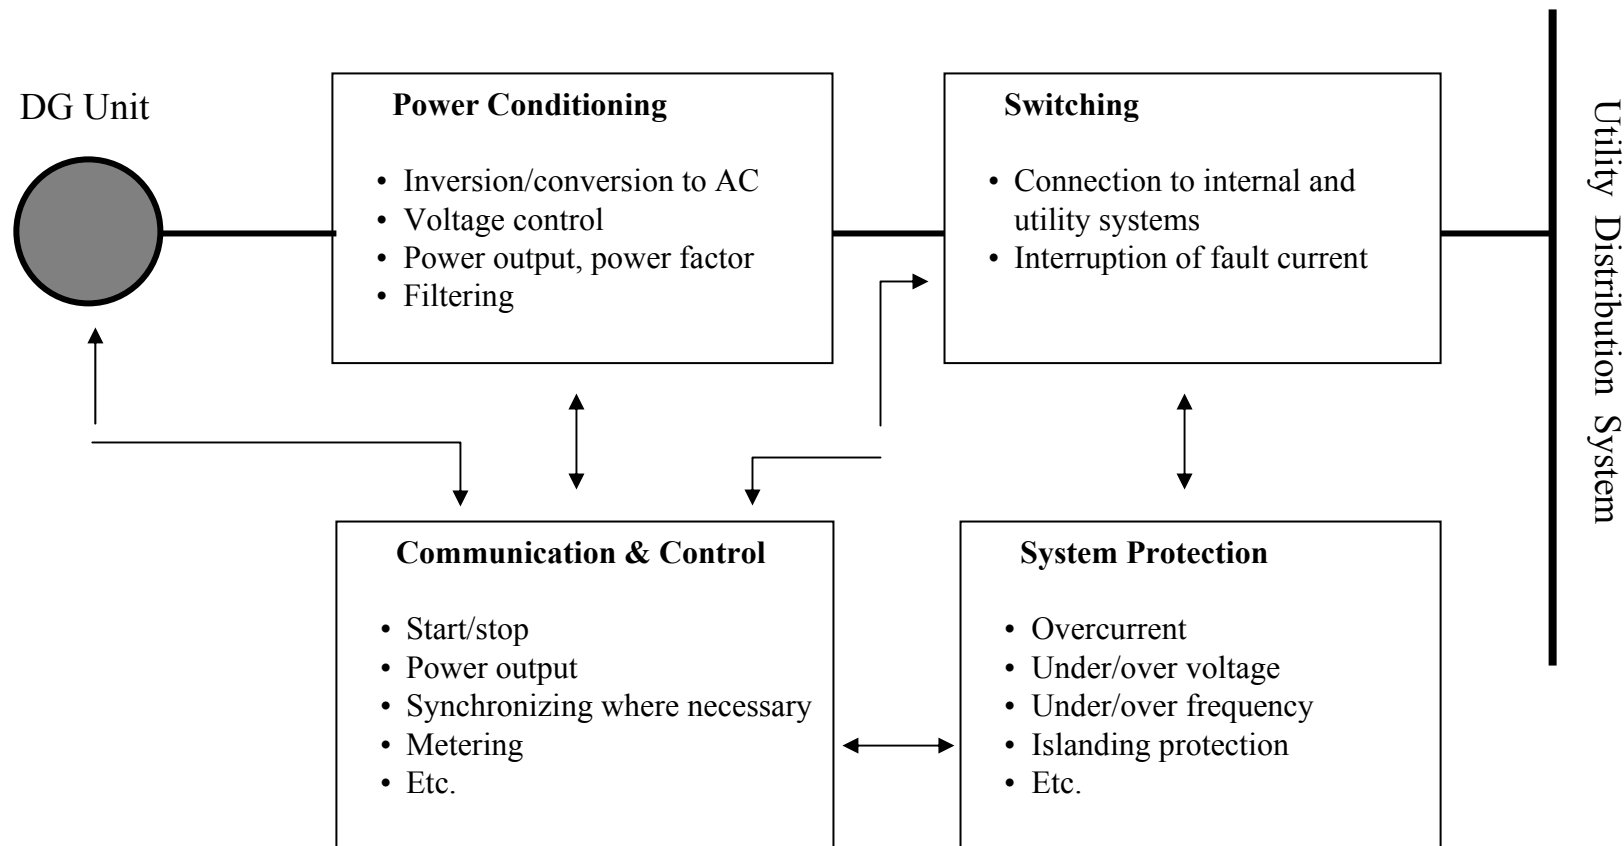 DG Unit
Power Conditioning
• Inversion/conversion to AC
• Voltage control
• Power output, power factor
• Filtering
Switching
• Connection to internal and
utility systems
• Interruption of fault current
Utility Distribution System
Communication & Control
• Start/stop
• Power output
• Synchronizing where necessary
• Metering
• Etc.
System Protection
• Overcurrent
• Under/over voltage
• Under/over frequency
• Islanding protection
• Etc.